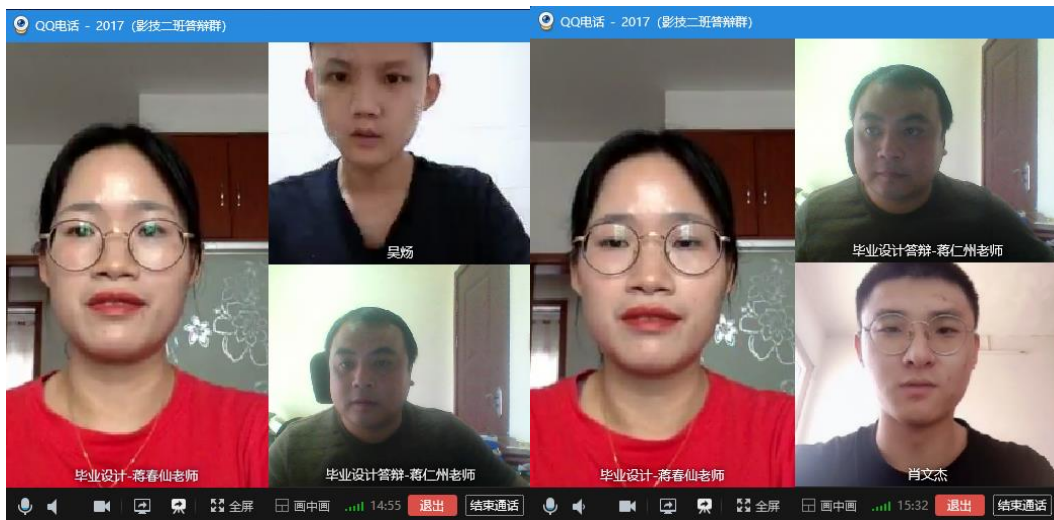 QQ电话 - 2017（影技二班答辩群）
吴炀
毕业设计-蒋春仙老师
毕业设计答辩-蒋仁州老师
全屏
画中画
14:55
退出
结束通话
QQ电话 - 2017（影技二班答辩群）
毕业设计答辩-蒋仁州老师
毕业设计-蒋春仙老师
肖文杰
全屏
画中画
15:32
退出
结束通话